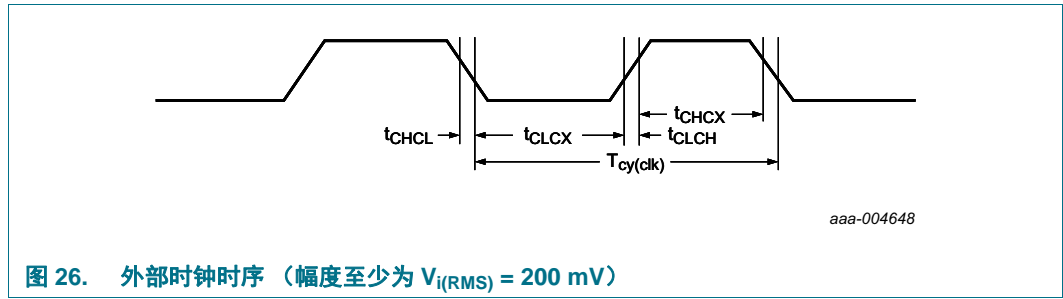 tCHCX
tCHCL
tCLCX
tCLCH
Tcy(clk)
aaa-004648
图 26. 外部时钟时序 （幅度至少为 Vi(RMS) = 200 mV）